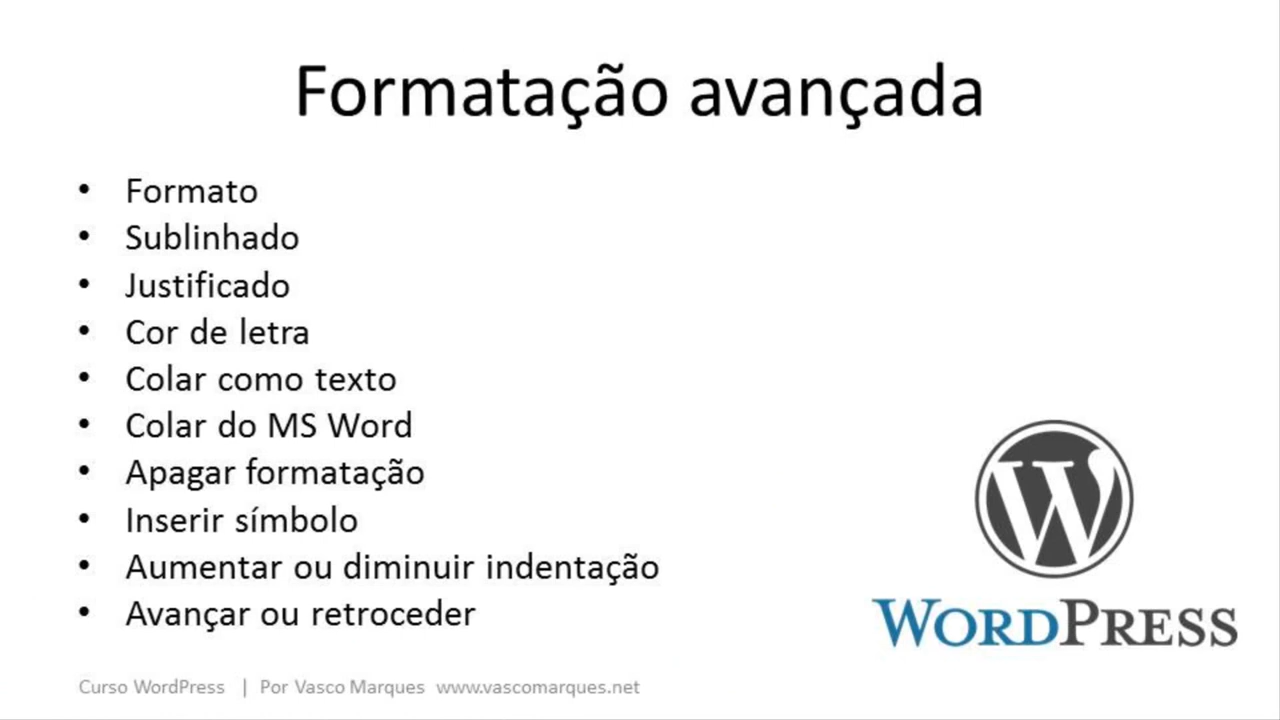 Formatação avançada
• Formato
• Sublinhado
• Justificado
• Cor de letra
• Colar como texto
• Colar do MS Word
• Apagar formatação
• Inserir símbolo
• Aumentar ou diminuir indentação
• Avançar ou retroceder
W
WORDPRESS
Curso WordPress | Por Vasco Marques www.vascomarques.net